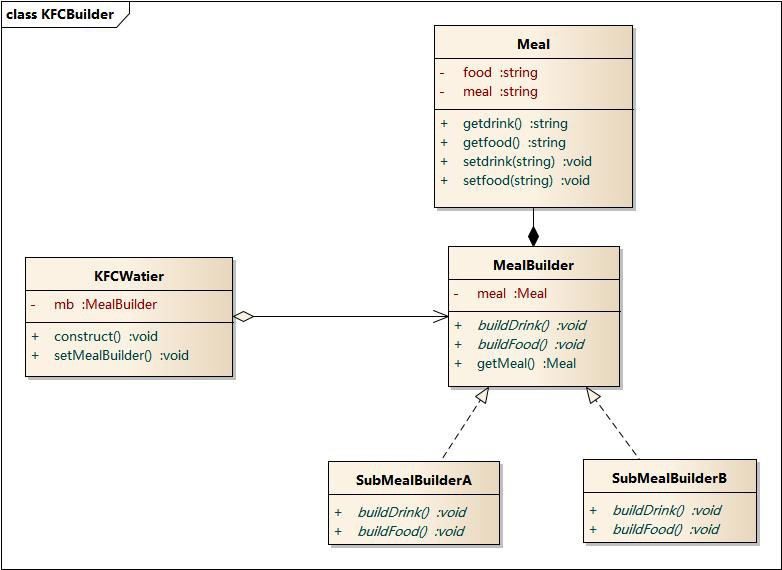 class KFCBuilder
Meal
- food :string
- meal :string
+ getdrink() :string
+ getfood() :string
+ setdrink(string) :void
+ setfood(string) :void
KFCWatier
- mb :MealBuilder
+ construct() :void
+ setMealBuilder() :void
MealBuilder
- meal :Meal
+ buildDrink() :void
+ buildFood() :void
+ getMeal() :Meal
SubMealBuilderA
+ buildDrink() :void
+ buildFood() :void
SubMealBuilderB
+ buildDrink() :void
+ buildFood() :void